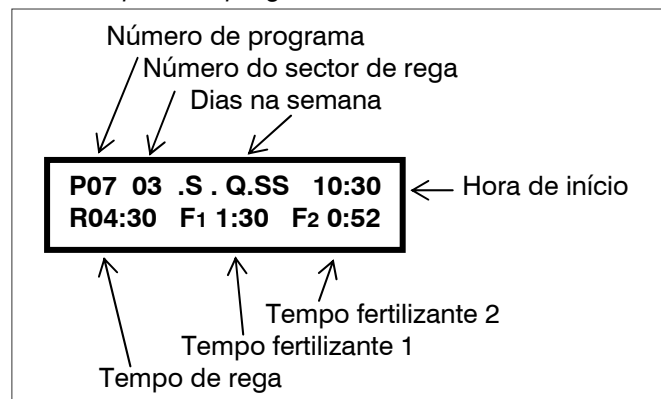 Número de programa
Número do sector de rega
Dias na semana
P07 03 .S . Q.SS 10:30
Hora de início
R04:30 F1 1:30 F2 0:52
Tempo fertilizante 2
Tempo fertilizante 1
Tempo de rega